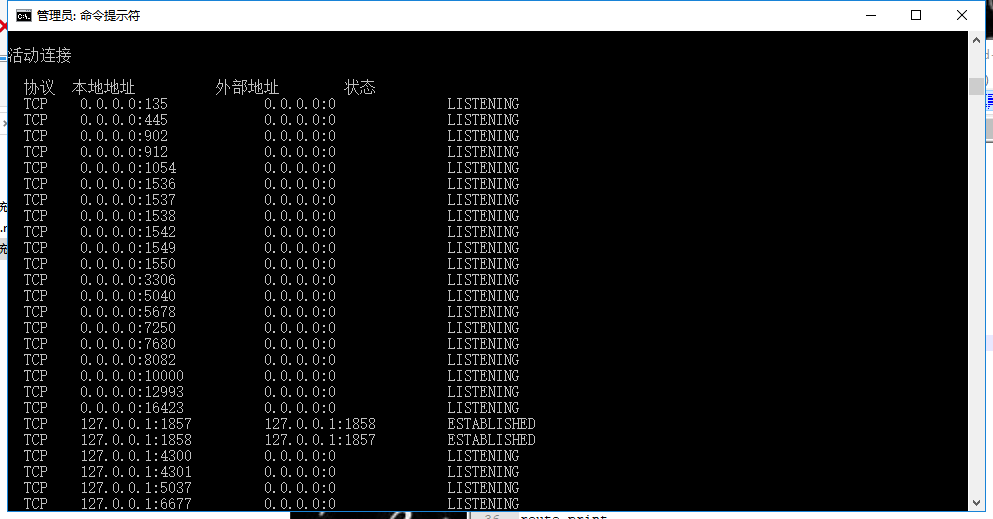 管理员: 命令提示符
活动连接
协议 本地地址 外部地址 状态
TCP 0.0.0.0:135 0.0.0.0:0 LISTENING
TCP 0.0.0.0:445 0.0.0.0:0 LISTENING
TCP 0.0.0.0:902 0.0.0.0:0 LISTENING
TCP 0.0.0.0:912 0.0.0.0:0 LISTENING
TCP 0.0.0.0:1054 0.0.0.0:0 LISTENING
TCP 0.0.0.0:1536 0.0.0.0:0 LISTENING
TCP 0.0.0.0:1537 0.0.0.0:0 LISTENING
TCP 0.0.0.0:1538 0.0.0.0:0 LISTENING
TCP 0.0.0.0:1542 0.0.0.0:0 LISTENING
TCP 0.0.0.0:1549 0.0.0.0:0 LISTENING
TCP 0.0.0.0:1550 0.0.0.0:0 LISTENING
TCP 0.0.0.0:3306 0.0.0.0:0 LISTENING
TCP 0.0.0.0:5040 0.0.0.0:0 LISTENING
TCP 0.0.0.0:5678 0.0.0.0:0 LISTENING
TCP 0.0.0.0:7250 0.0.0.0:0 LISTENING
TCP 0.0.0.0:7680 0.0.0.0:0 LISTENING
TCP 0.0.0.0:8082 0.0.0.0:0 LISTENING
TCP 0.0.0.0:10000 0.0.0.0:0 LISTENING
TCP 0.0.0.0:12993 0.0.0.0:0 LISTENING
TCP 0.0.0.0:16423 0.0.0.0:0 LISTENING
TCP 127.0.0.1:1857 127.0.0.1:1858 ESTABLISHED
TCP 127.0.0.1:1858 127.0.0.1:1857 ESTABLISHED
TCP 127.0.0.1:4300 0.0.0.0:0 LISTENING
TCP 127.0.0.1:4301 0.0.0.0:0 LISTENING
TCP 127.0.0.1:5037 0.0.0.0:0 LISTENING
TCP 127.0.0.1:6677 0.0.0.0:0 LISTENING